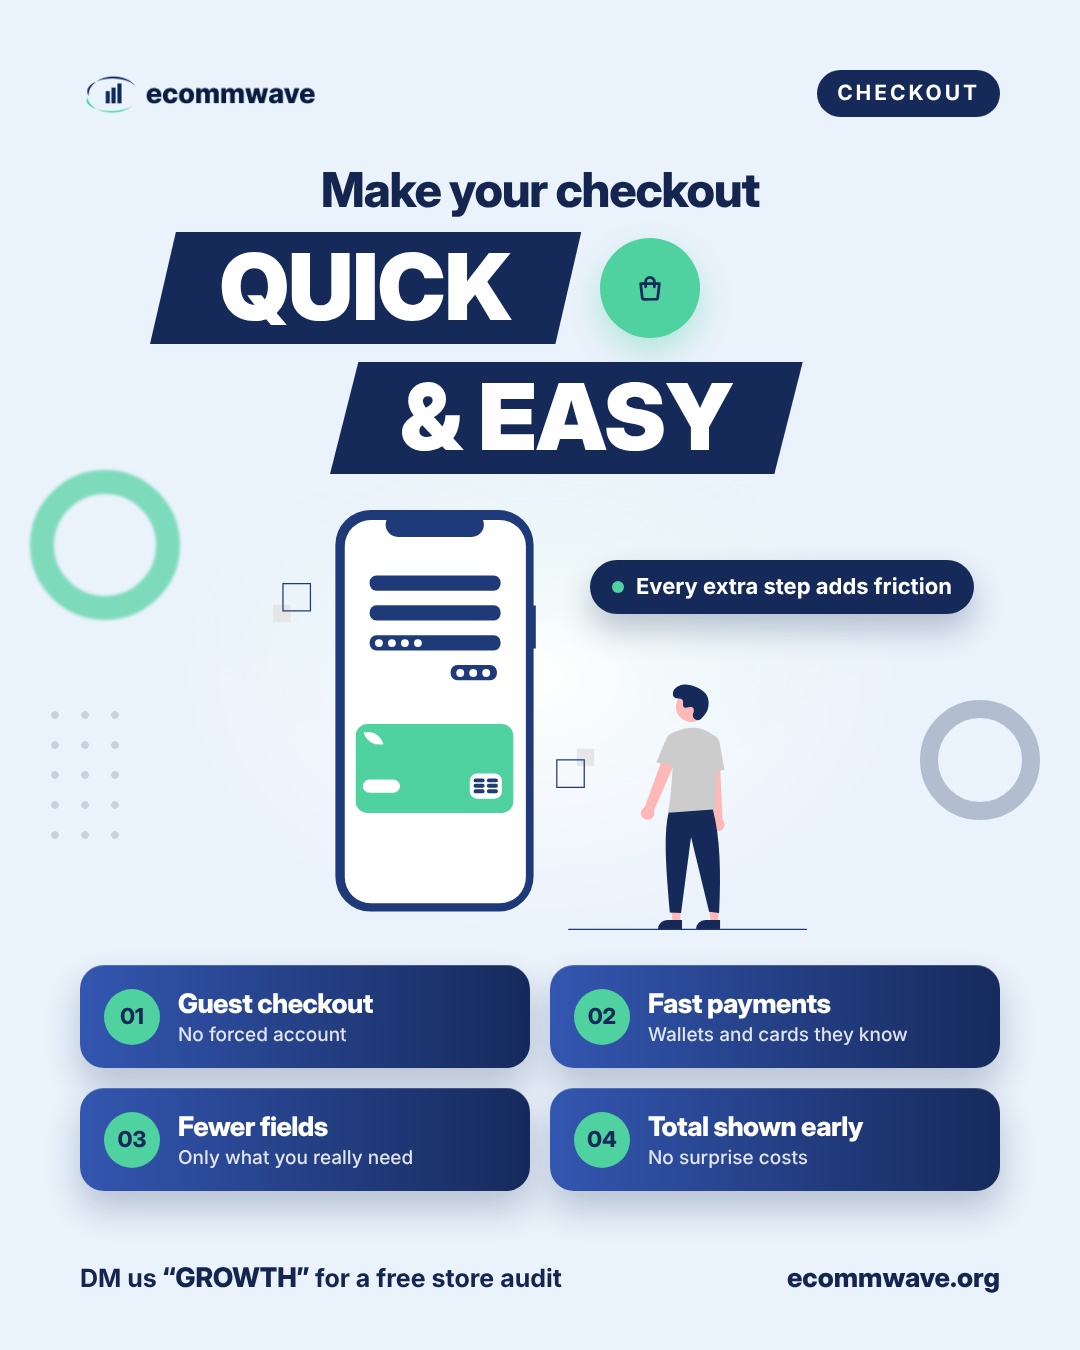 ecommwave
CHECKOUT
Make your checkout
QUICK
& EASY
Every extra step adds friction
01
Guest checkout
No forced account
02
Fast payments
Wallets and cards they know
03
Fewer fields
Only what you really need
04
Total shown early
No surprise costs
DM us “GROWTH” for a free store audit
ecommwave.org